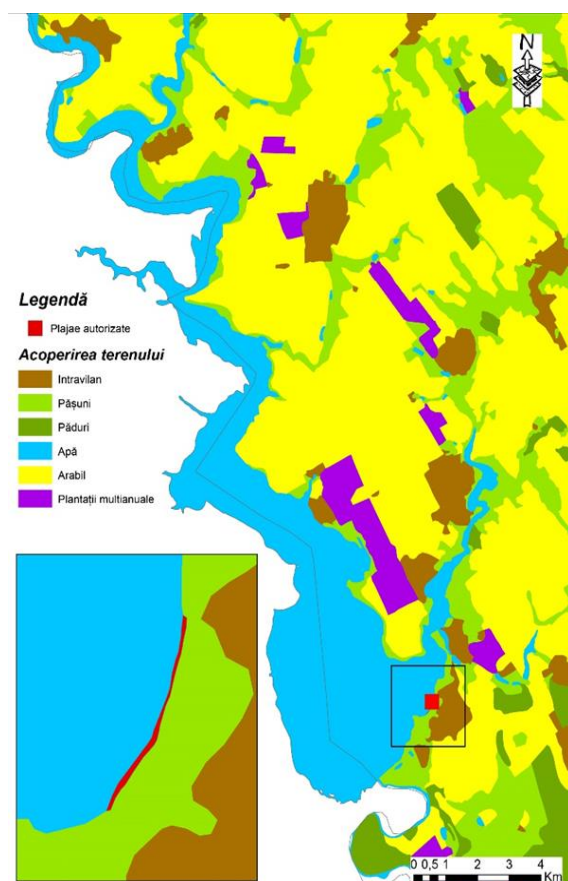 N
Legendă
Plajae autorizate
Acoperirea terenului
Intravilan
Pășuni
Păduri
Apă
Arabil
Plantații multianuale
0 0,5 1 2 3 4
Km